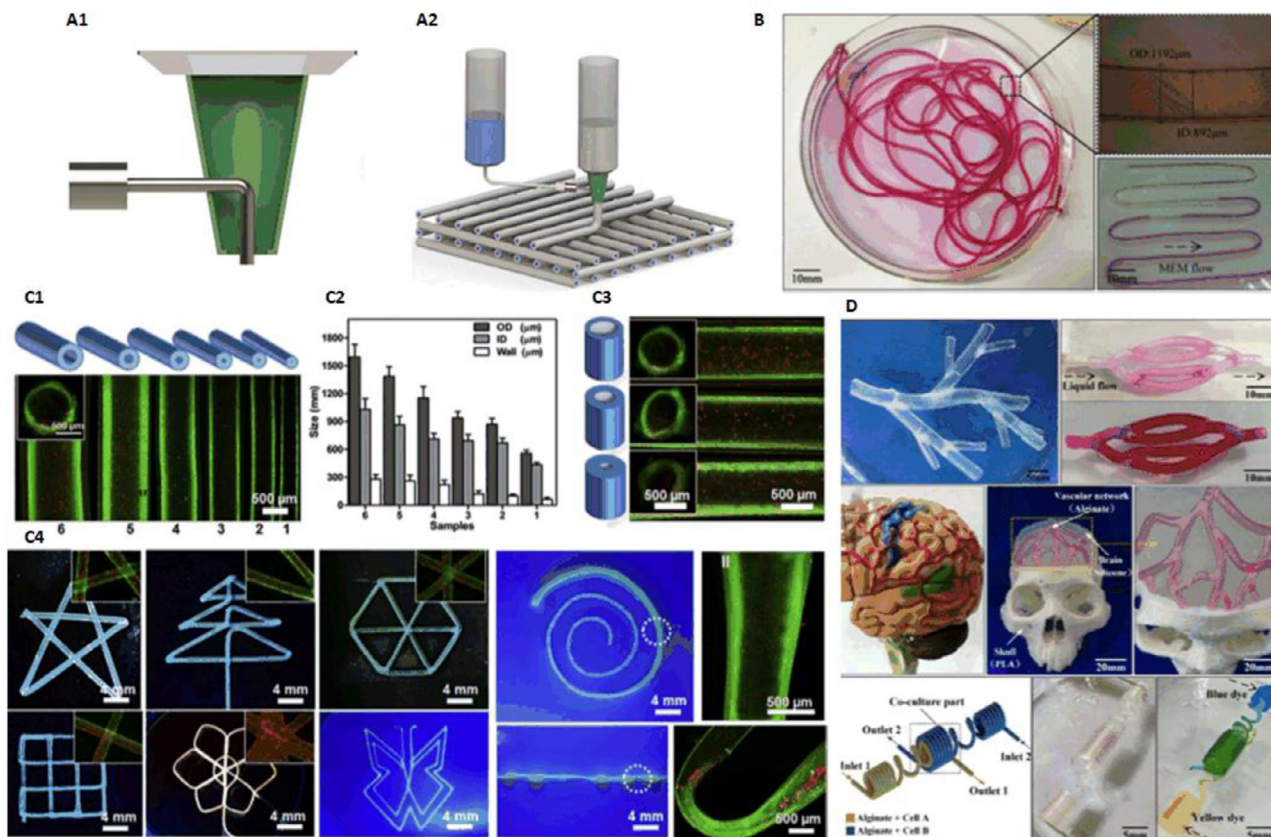 A1
A2
B
OD:1192μm
ID:892μm
10mm
10mm
MEM flow
C1
500 μm
500 μm
6 5 4 3 2 1
C2
OD (μm)
ID (μm)
Wall (μm)
Size (mm)
1800
1500
1200
900
600
300
0
6 5 4 3 2 1
Samples
C3
500 μm
500 μm
D
Liquid flow
10mm
10mm
Vascular network
(Alginate)
Brain
(Silicone)
Skull
(PLA)
20mm
20mm
Co-culture part
Outlet 2
Inlet 1
Inlet 2
Outlet 1
Alginate + Cell A
Alginate + Cell B
5mm
Blue dye
Yellow dye
5mm
C4
4 mm
4 mm
4 mm
4 mm
II
500 μm
4 mm
4 mm
4 mm
4 mm
500 μm